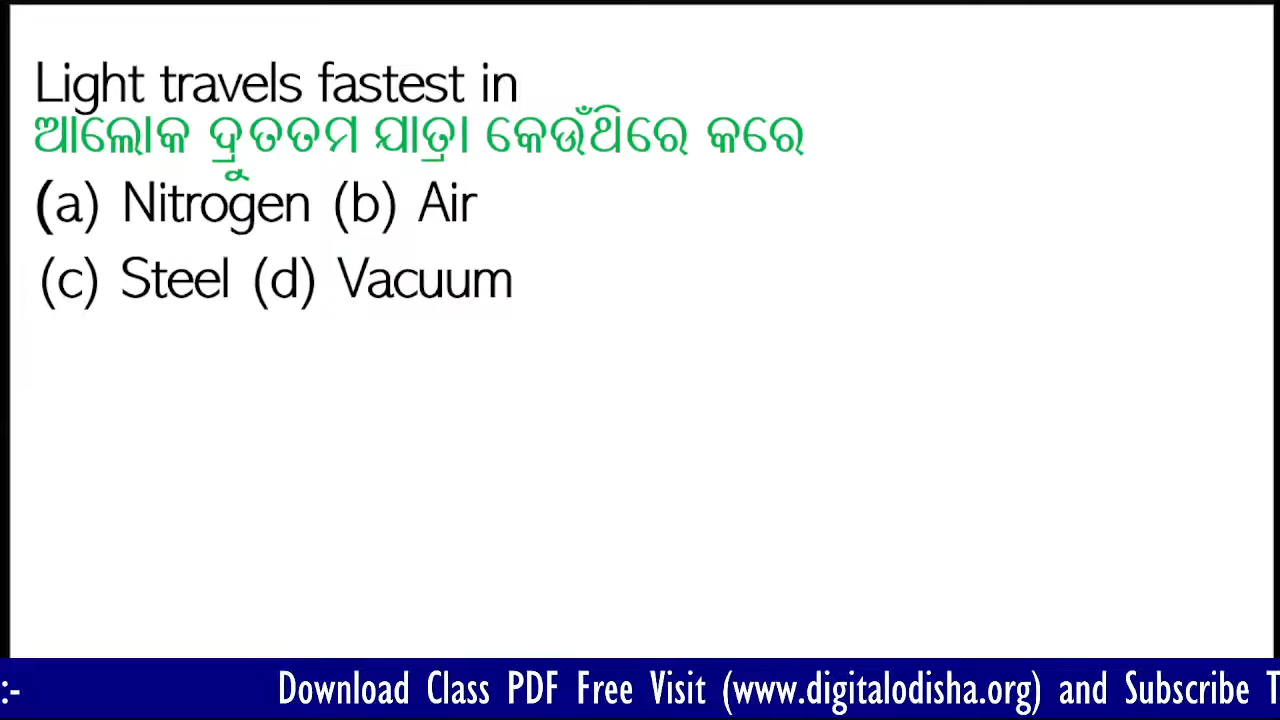 Light travels fastest in
ଆଲୋକ ଦ୍ରୁତତମ ଯାତ୍ରା କେଉଁଥିରେ କରେ
(a) Nitrogen (b) Air
(c) Steel (d) Vacuum
:- Download Class PDF Free Visit (www.digitalodisha.org) and Subscribe T